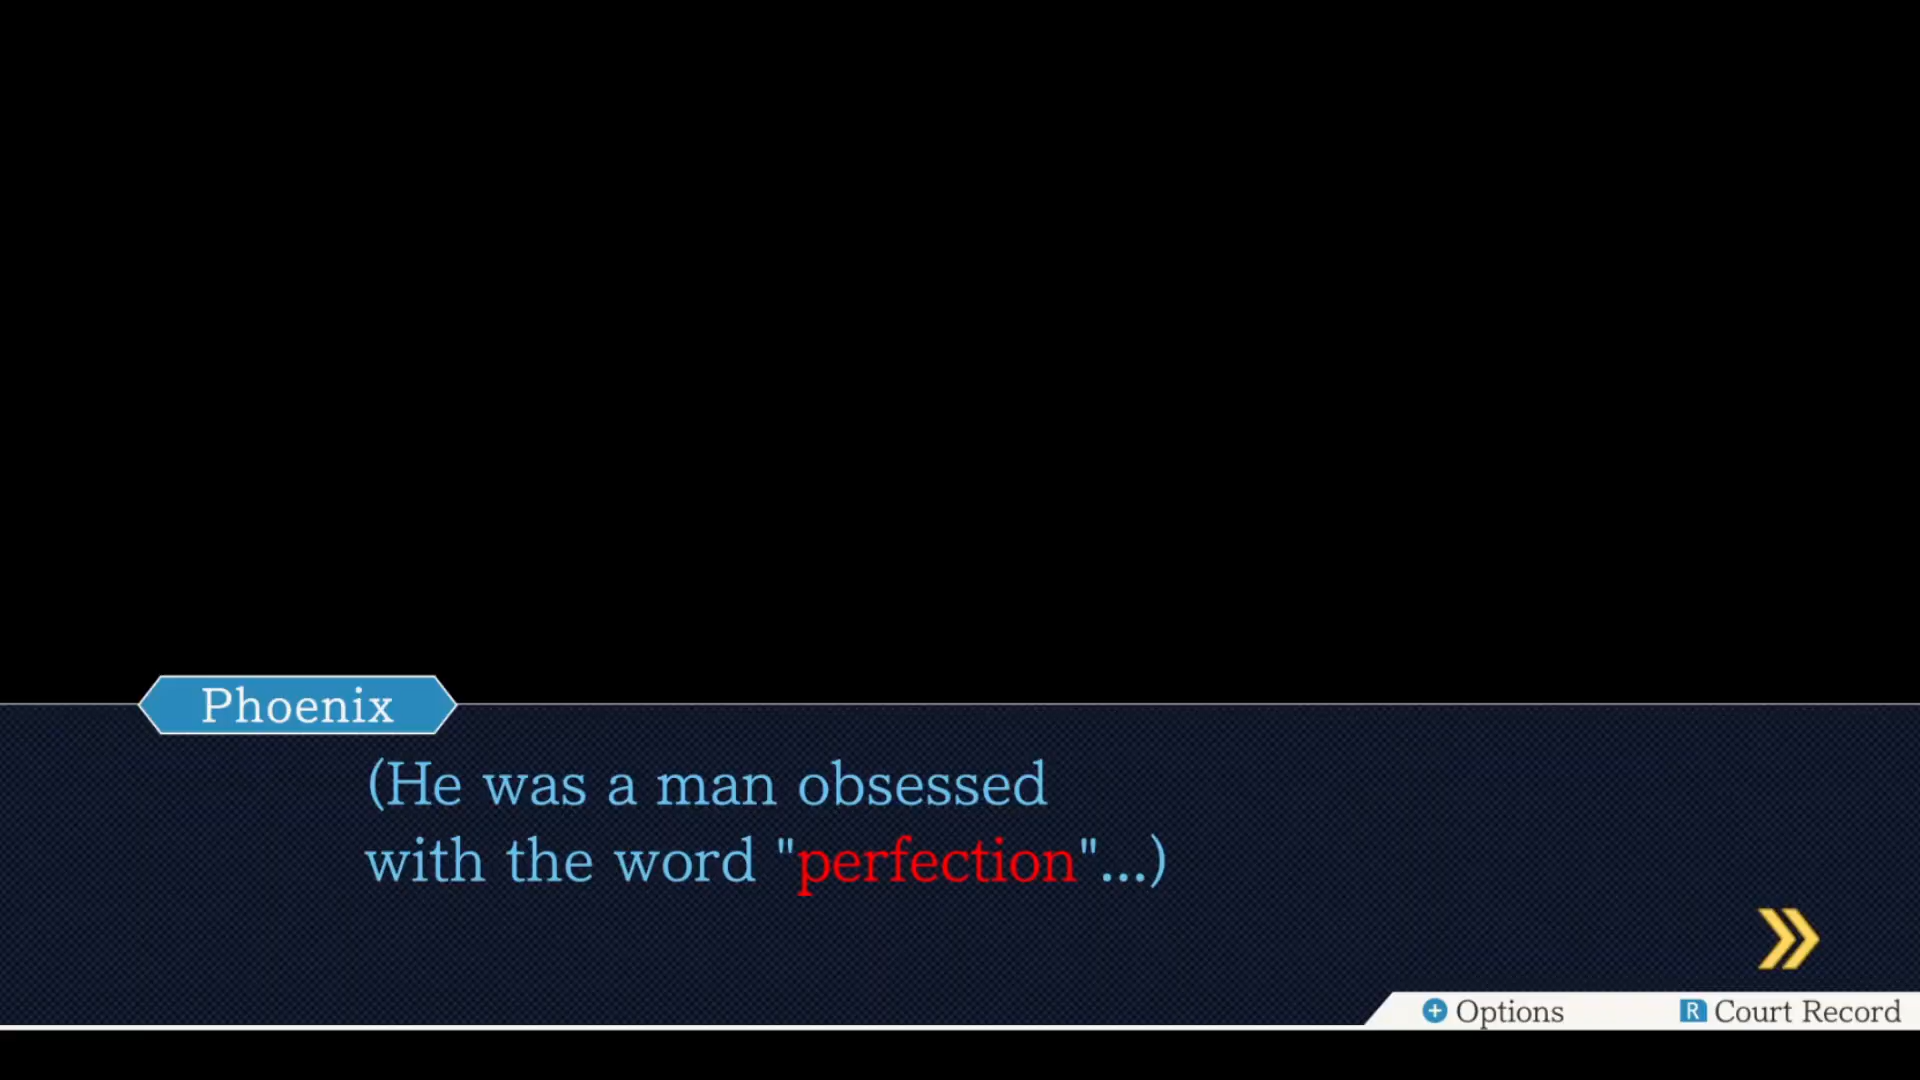 Phoenix
(He was a man obsessed
with the word "perfection"...)
+ Options R Court Record